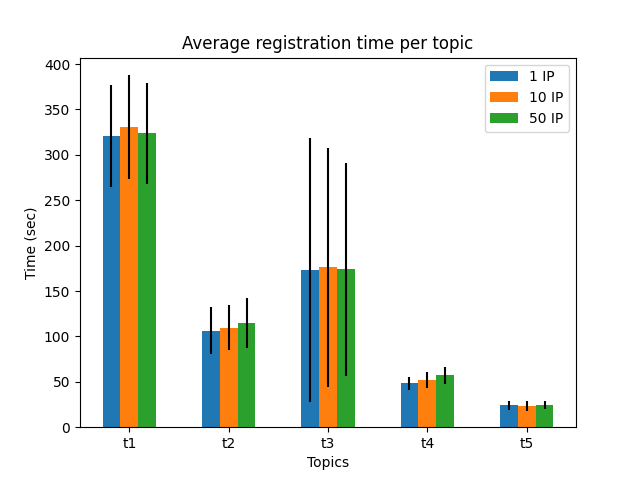 Average registration time per topic
400
350
300
250
200
150
100
50
0
Time (sec)
1 IP
10 IP
50 IP
t1 t2 t3 t4 t5
Topics